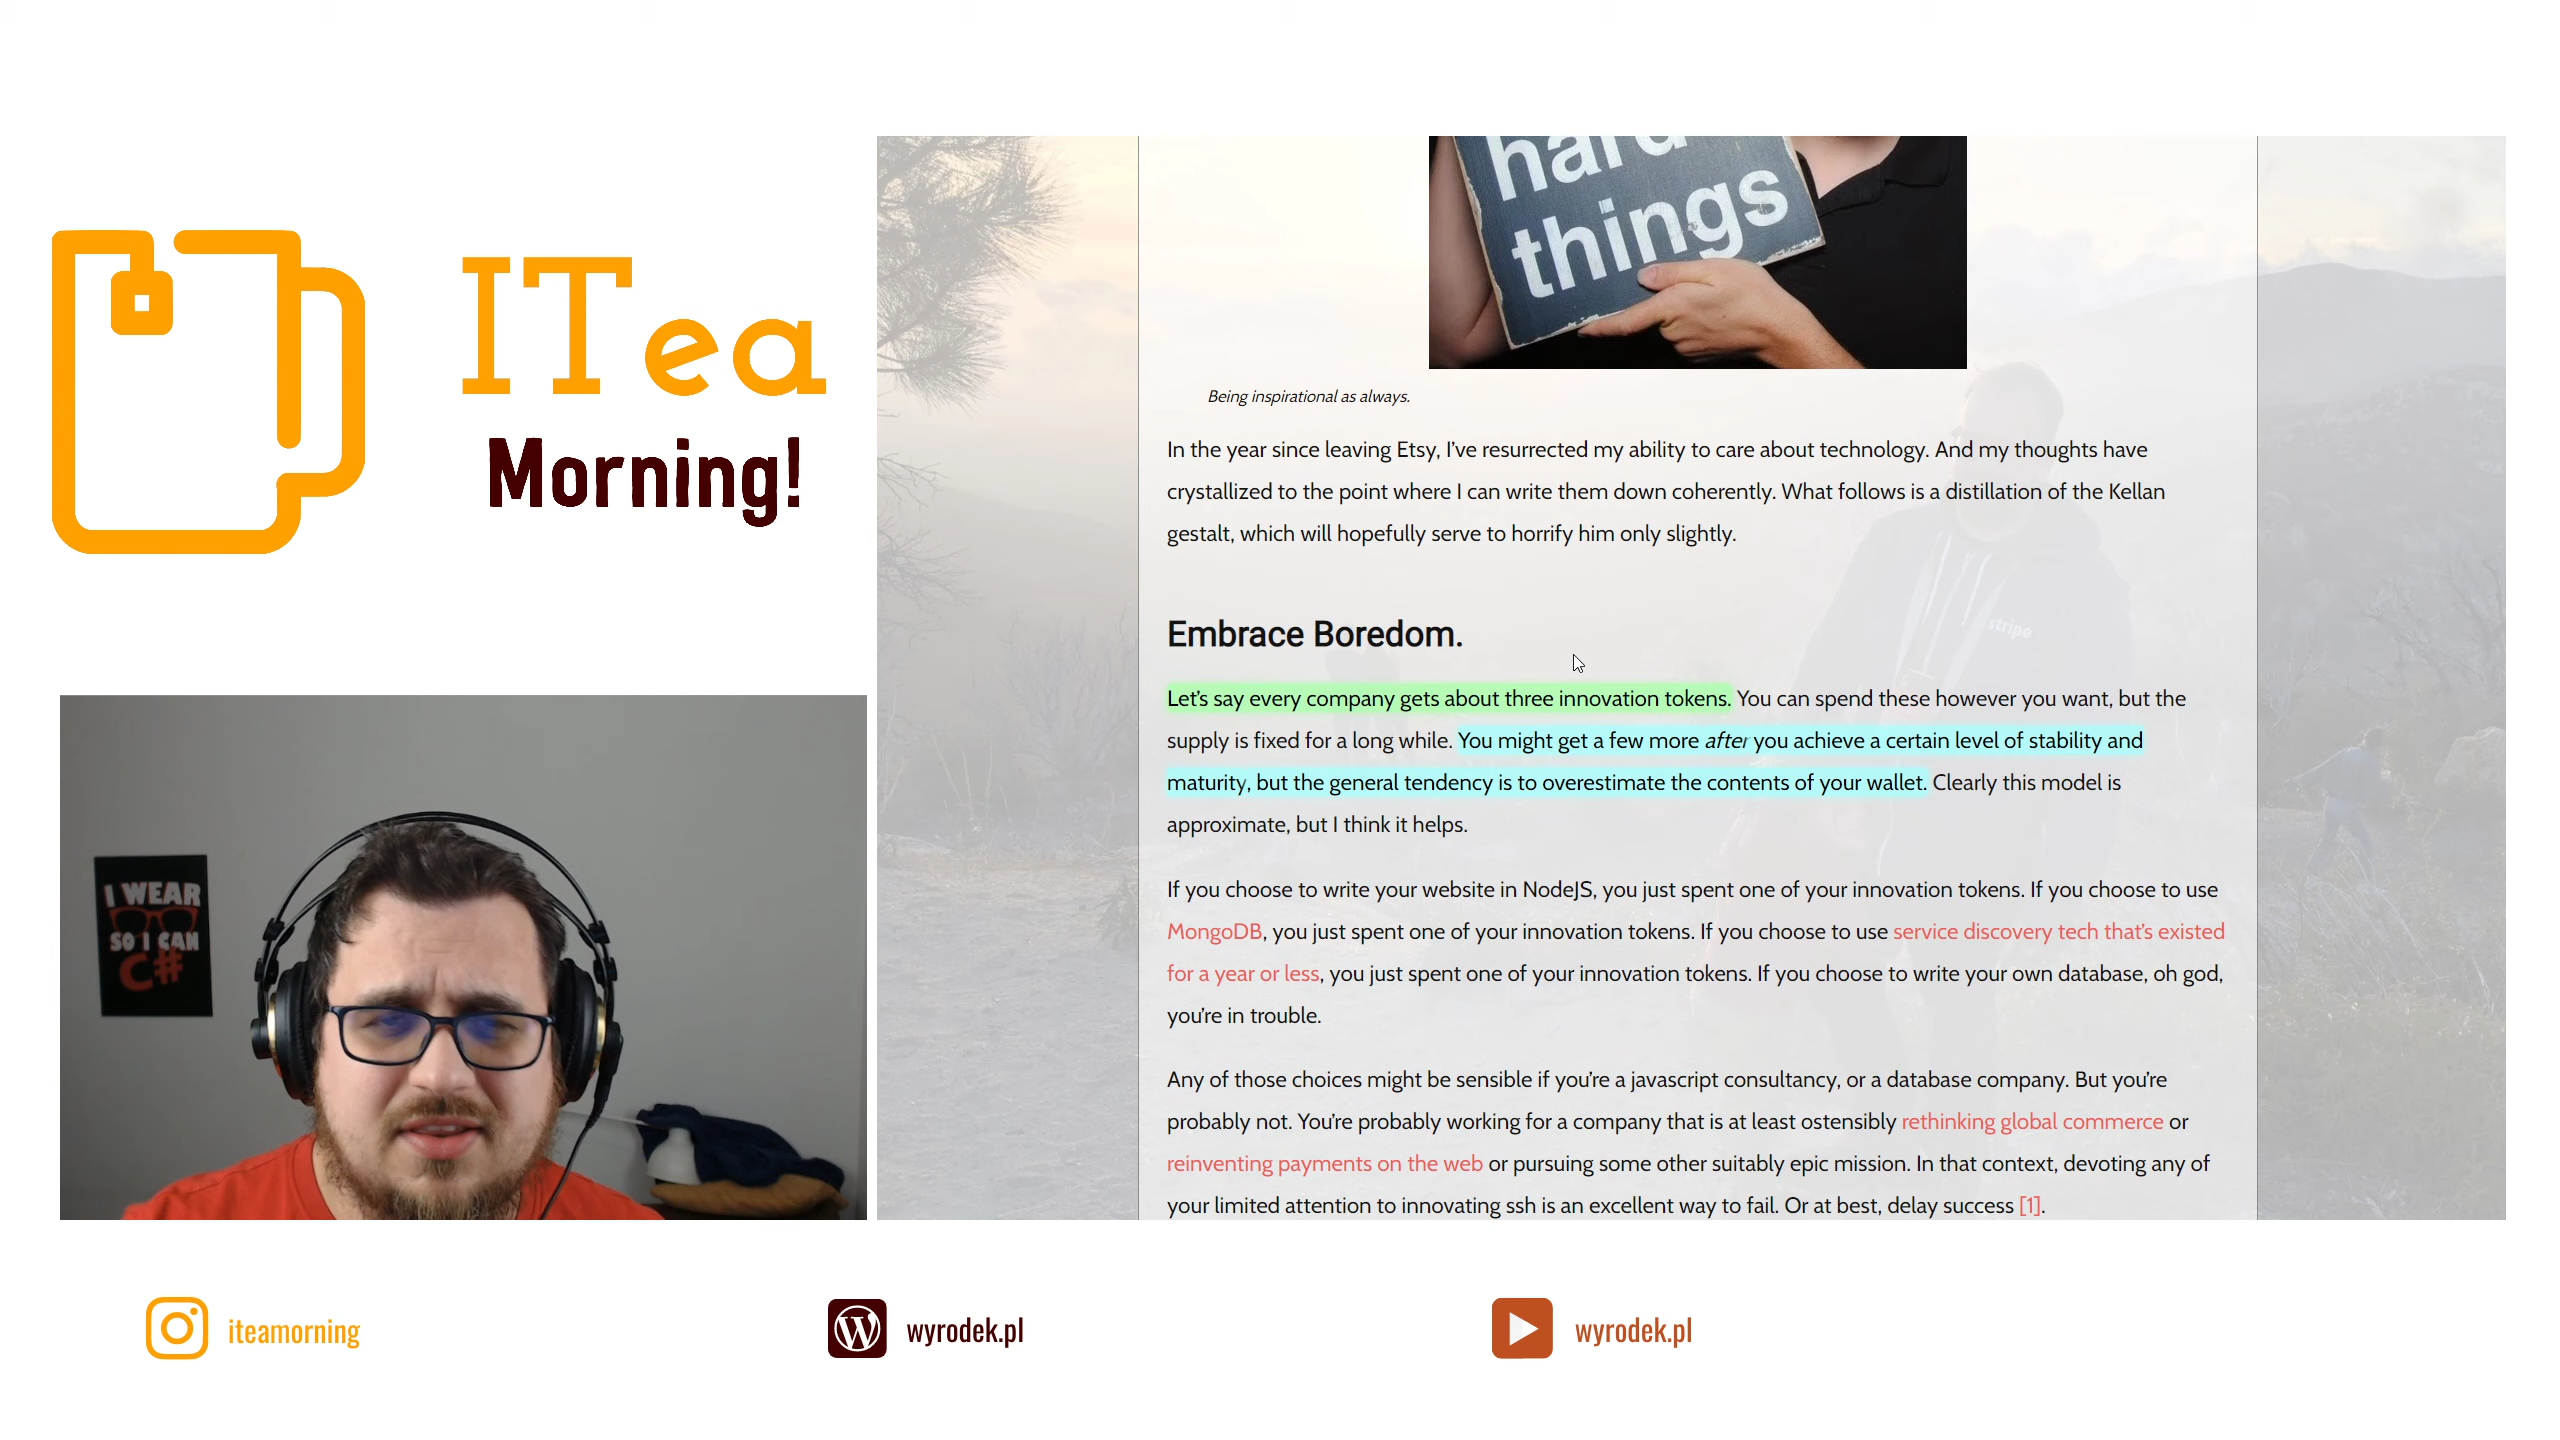 ITea
Morning!
I WEAR
SO I CAN
C#
hard
things
Being inspirational as always.
In the year since leaving Etsy, I've resurrected my ability to care about technology. And my thoughts have
crystallized to the point where I can write them down coherently. What follows is a distillation of the Kellan
gestalt, which will hopefully serve to horrify him only slightly.
stripe
Embrace Boredom.
Let's say every company gets about three innovation tokens. You can spend these however you want, but the
supply is fixed for a long while. You might get a few more after you achieve a certain level of stability and
maturity, but the general tendency is to overestimate the contents of your wallet. Clearly this model is
approximate, but I think it helps.
If you choose to write your website in NodeJS, you just spent one of your innovation tokens. If you choose to use
MongoDB, you just spent one of your innovation tokens. If you choose to use service discovery tech that's existed
for a year or less, you just spent one of your innovation tokens. If you choose to write your own database, oh god,
you're in trouble.
Any of those choices might be sensible if you're a javascript consultancy, or a database company. But you're
probably not. You're probably working for a company that is at least ostensibly rethinking global commerce or
reinventing payments on the web or pursuing some other suitably epic mission. In that context, devoting any of
your limited attention to innovating ssh is an excellent way to fail. Or at best, delay success [1].
iteamorning
wyrodek.pl
wyrodek.pl